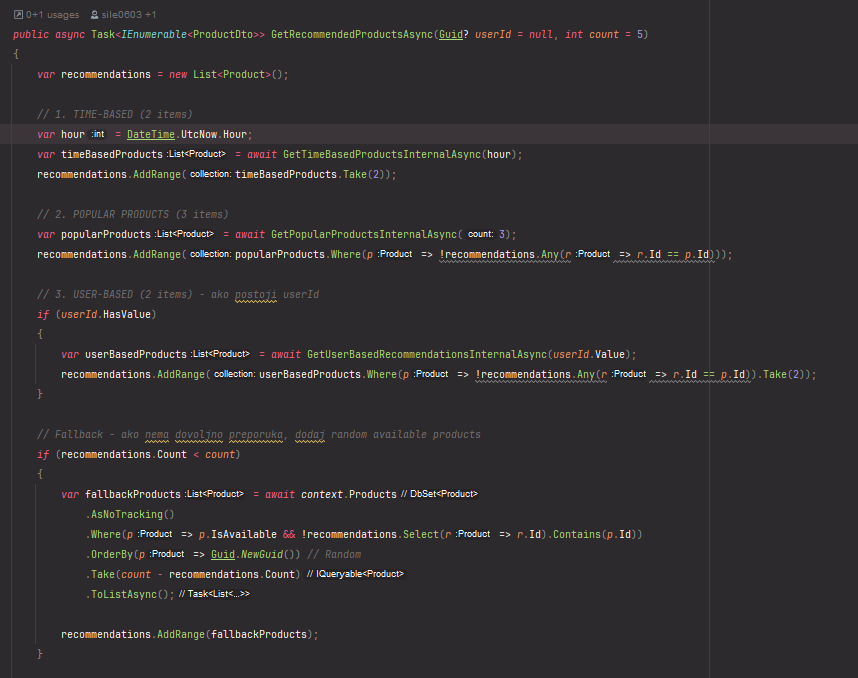 0+1 usages sile0603 +1
public async Task<IEnumerable<ProductDto>> GetRecommendedProductsAsync(Guid? userId = null, int count = 5)
{
var recommendations = new List<Product>();
// 1. TIME-BASED (2 items)
var hour :int = DateTime.UtcNow.Hour;
var timeBasedProducts :List<Product> = await GetTimeBasedProductsInternalAsync(hour);
recommendations.AddRange( collection: timeBasedProducts.Take(2));
// 2. POPULAR PRODUCTS (3 items)
var popularProducts :List<Product> = await GetPopularProductsInternalAsync( count: 3);
recommendations.AddRange( collection: popularProducts.Where(p :Product => !recommendations.Any(r :Product => r.Id == p.Id)));
// 3. USER-BASED (2 items) - ako postoji userId
if (userId.HasValue)
{
var userBasedProducts :List<Product> = await GetUserBasedRecommendationsInternalAsync(userId.Value);
recommendations.AddRange( collection: userBasedProducts.Where(p :Product => !recommendations.Any(r :Product => r.Id == p.Id)).Take(2));
}
// Fallback - ako nema dovoljno preporuka, dodaj random available products
if (recommendations.Count < count)
{
var fallbackProducts :List<Product> = await context.Products // DbSet<Product>
.AsNoTracking()
.Where(p :Product => p.IsAvailable && !recommendations.Select(r :Product => r.Id).Contains(p.Id))
.OrderBy(p :Product => Guid.NewGuid()) // Random
.Take(count - recommendations.Count) // IQueryable<Product>
.ToListAsync(); // Task<List<...>>
recommendations.AddRange(fallbackProducts);
}